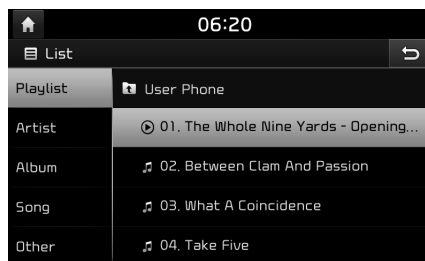 06:20
List
Playlist
User Phone
Artist
01. The Whole Nine Yards - Opening...
Album
02. Between Clam And Passion
Song
03. What A Coincidence
Other
04. Take Five